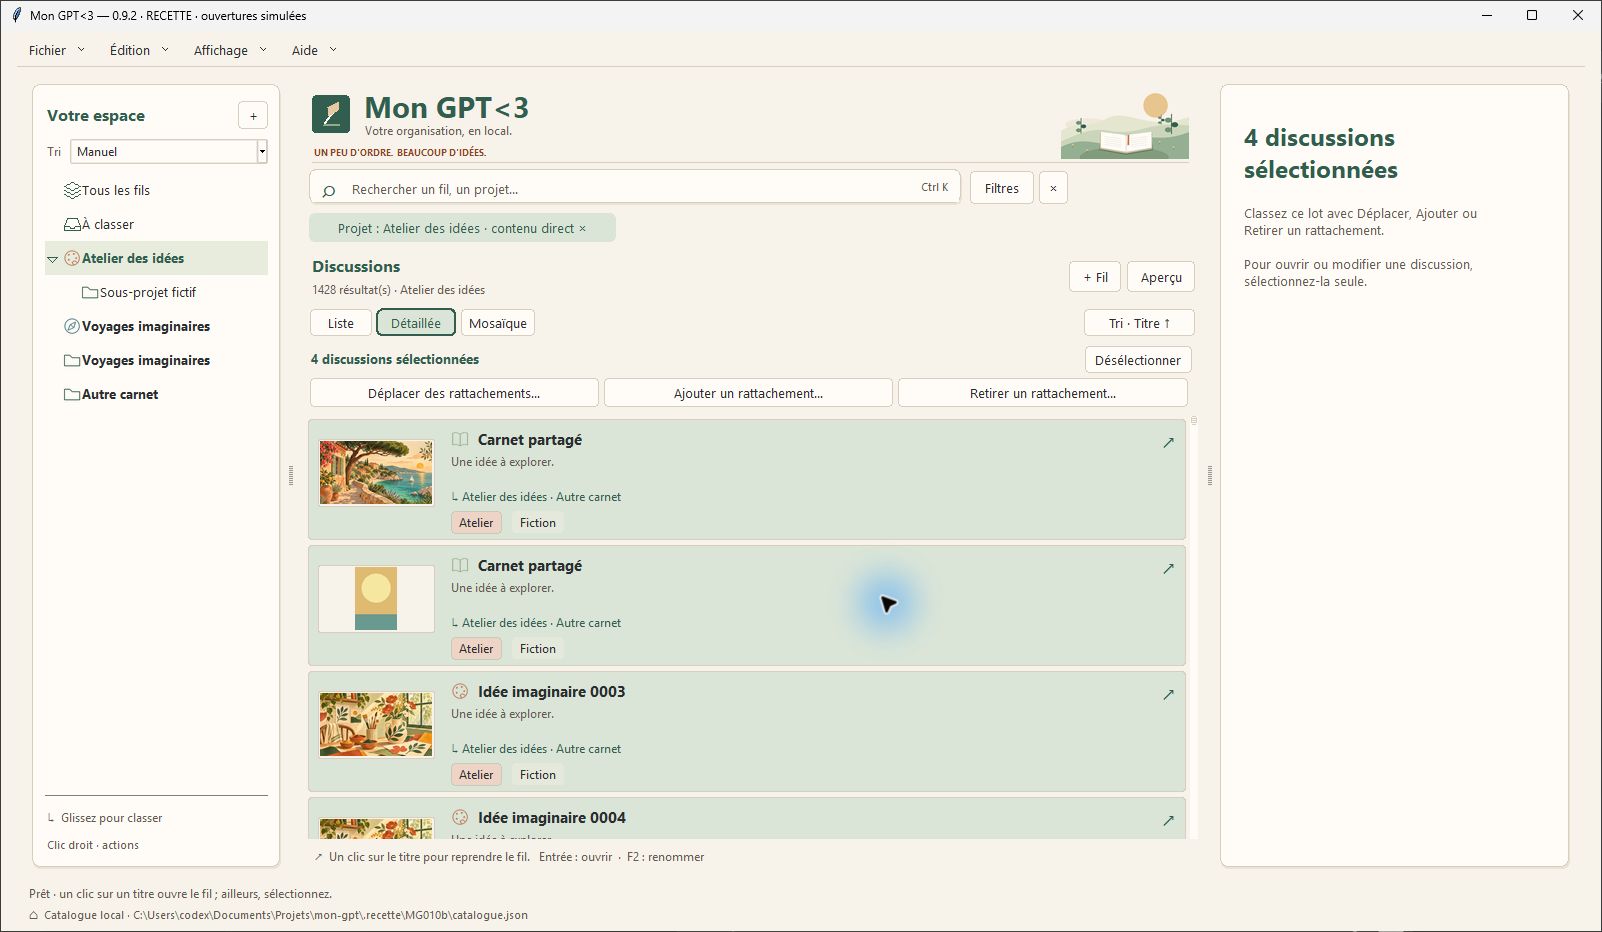 Mon GPT<3 — 0.9.2 · RECETTE · ouvertures simulées
Fichier Édition Affichage Aide
Votre espace +
Tri Manuel
Tous les fils
À classer
Atelier des idées
Sous-projet fictif
Voyages imaginaires
Voyages imaginaires
Autre carnet
↳ Glissez pour classer
Clic droit · actions
Mon GPT<3
Votre organisation, en local.
UN PEU D'ORDRE. BEAUCOUP D'IDÉES.
Rechercher un fil, un projet... Ctrl K Filtres ×
Projet : Atelier des idées · contenu direct ×
Discussions
1428 résultat(s) · Atelier des idées
+ Fil Aperçu
Liste Détaillée Mosaïque Tri · Titre ↑
4 discussions sélectionnées Désélectionner
Déplacer des rattachements... Ajouter un rattachement... Retirer un rattachement...
Carnet partagé ↗
Une idée à explorer.
↳ Atelier des idées · Autre carnet
Atelier Fiction
Carnet partagé ↗
Une idée à explorer.
↳ Atelier des idées · Autre carnet
Atelier Fiction
Idée imaginaire 0003 ↗
Une idée à explorer.
↳ Atelier des idées · Autre carnet
Atelier Fiction
Idée imaginaire 0004 ↗
Une idée à explorer.
↗ Un clic sur le titre pour reprendre le fil. Entrée : ouvrir · F2 : renommer
4 discussions
sélectionnées
Classez ce lot avec Déplacer, Ajouter ou
Retirer un rattachement.
Pour ouvrir ou modifier une discussion,
sélectionnez-la seule.
Prêt · un clic sur un titre ouvre le fil ; ailleurs, sélectionnez.
⌂ Catalogue local · C:\Users\codex\Documents\Projets\mon-gpt\.recette\MG010b\catalogue.json